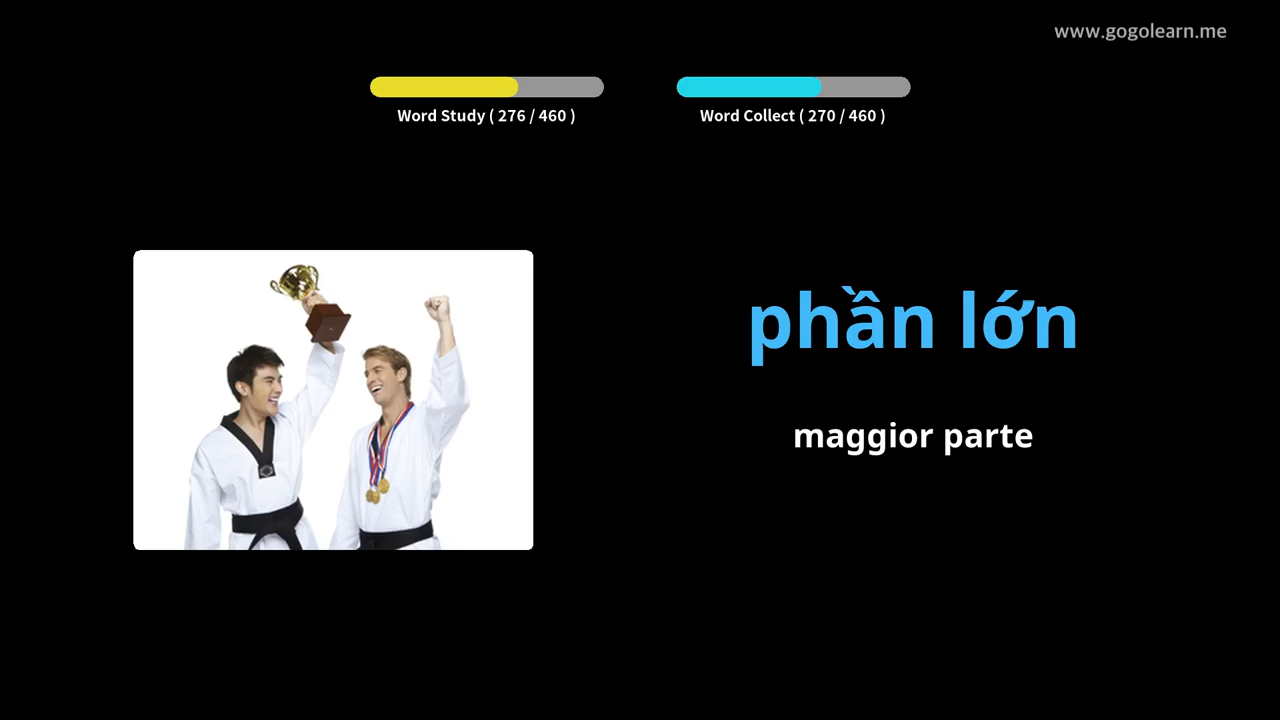 www.gogolearn.me
Word Study ( 276 / 460 )
Word Collect ( 270 / 460 )
phần lớn
maggior parte